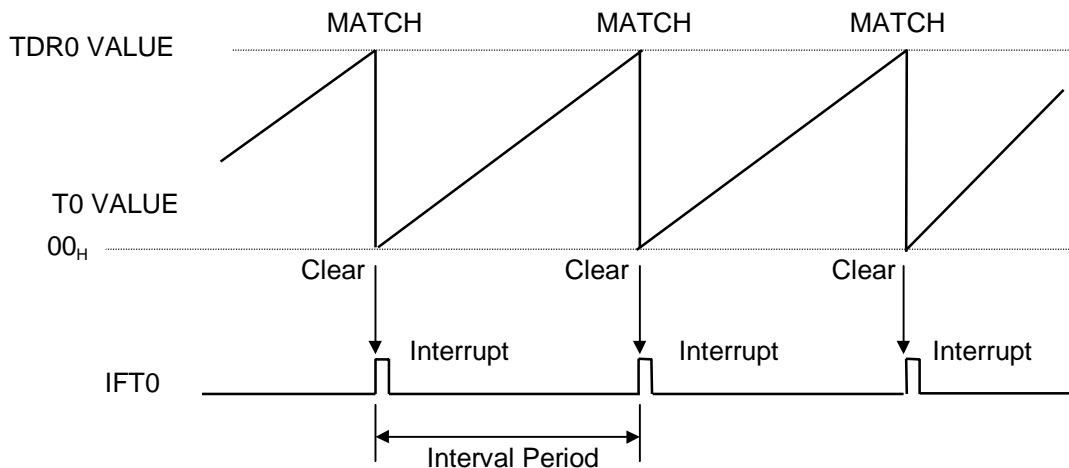 MATCH MATCH MATCH
TDR0 VALUE
T0 VALUE
00H
Clear Clear Clear
Interrupt Interrupt Interrupt
IFT0
Interval Period